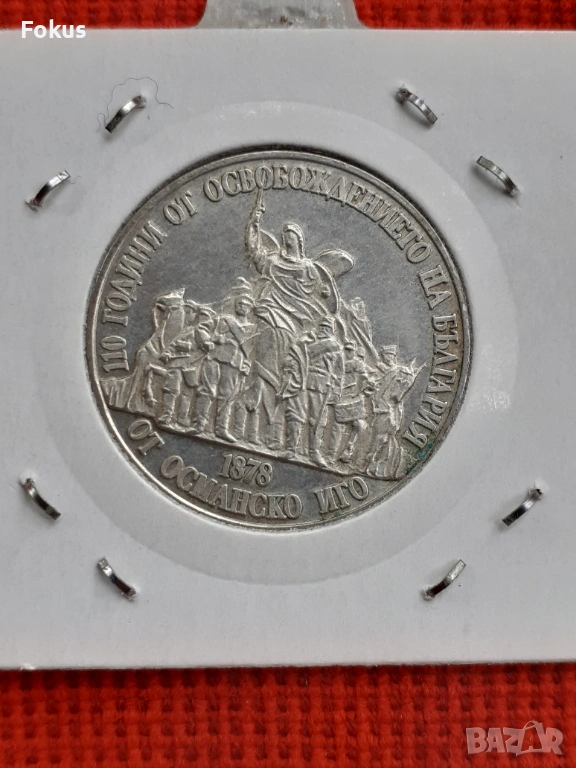 Fokus
110 ГОДИНИ ОТ ОСВОБОЖДЕНИЕТО НА БЪЛГАРИЯ
1878
ОТ ОСМАНСКО ИГО
BAZAR